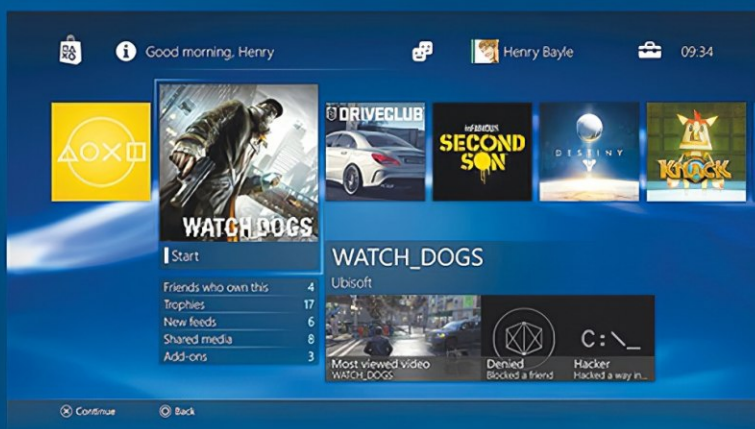 Good morning, Henry
Henry Bayle
09:34
WATCH_DOGS
DRIVECLUB
inFAMOUS
SECOND
SON
DESTINY
KNACK
Start
Friends who own this 4
Trophies 17
New feeds 6
Shared media 8
Add-ons 3
WATCH_DOGS
Ubisoft
Most viewed video
WATCH_DOGS
Denied
Blocked a friend
C:\_
Hacker
Hacked a way in...
Continue
Back